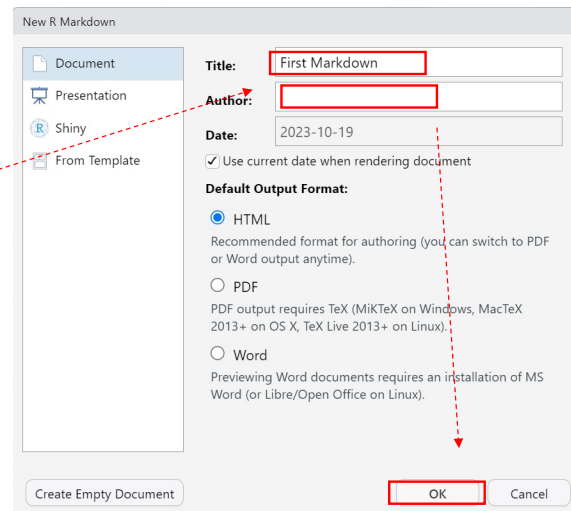 New R Markdown
Document
Presentation
R Shiny
From Template
Title: First Markdown
Author:
Date: 2023-10-19
Use current date when rendering document
Default Output Format:
HTML
Recommended format for authoring (you can switch to PDF
or Word output anytime).
PDF
PDF output requires TeX (MiKTeX on Windows, MacTeX
2013+ on OS X, TeX Live 2013+ on Linux).
Word
Previewing Word documents requires an installation of MS
Word (or Libre/Open Office on Linux).
Create Empty Document OK Cancel